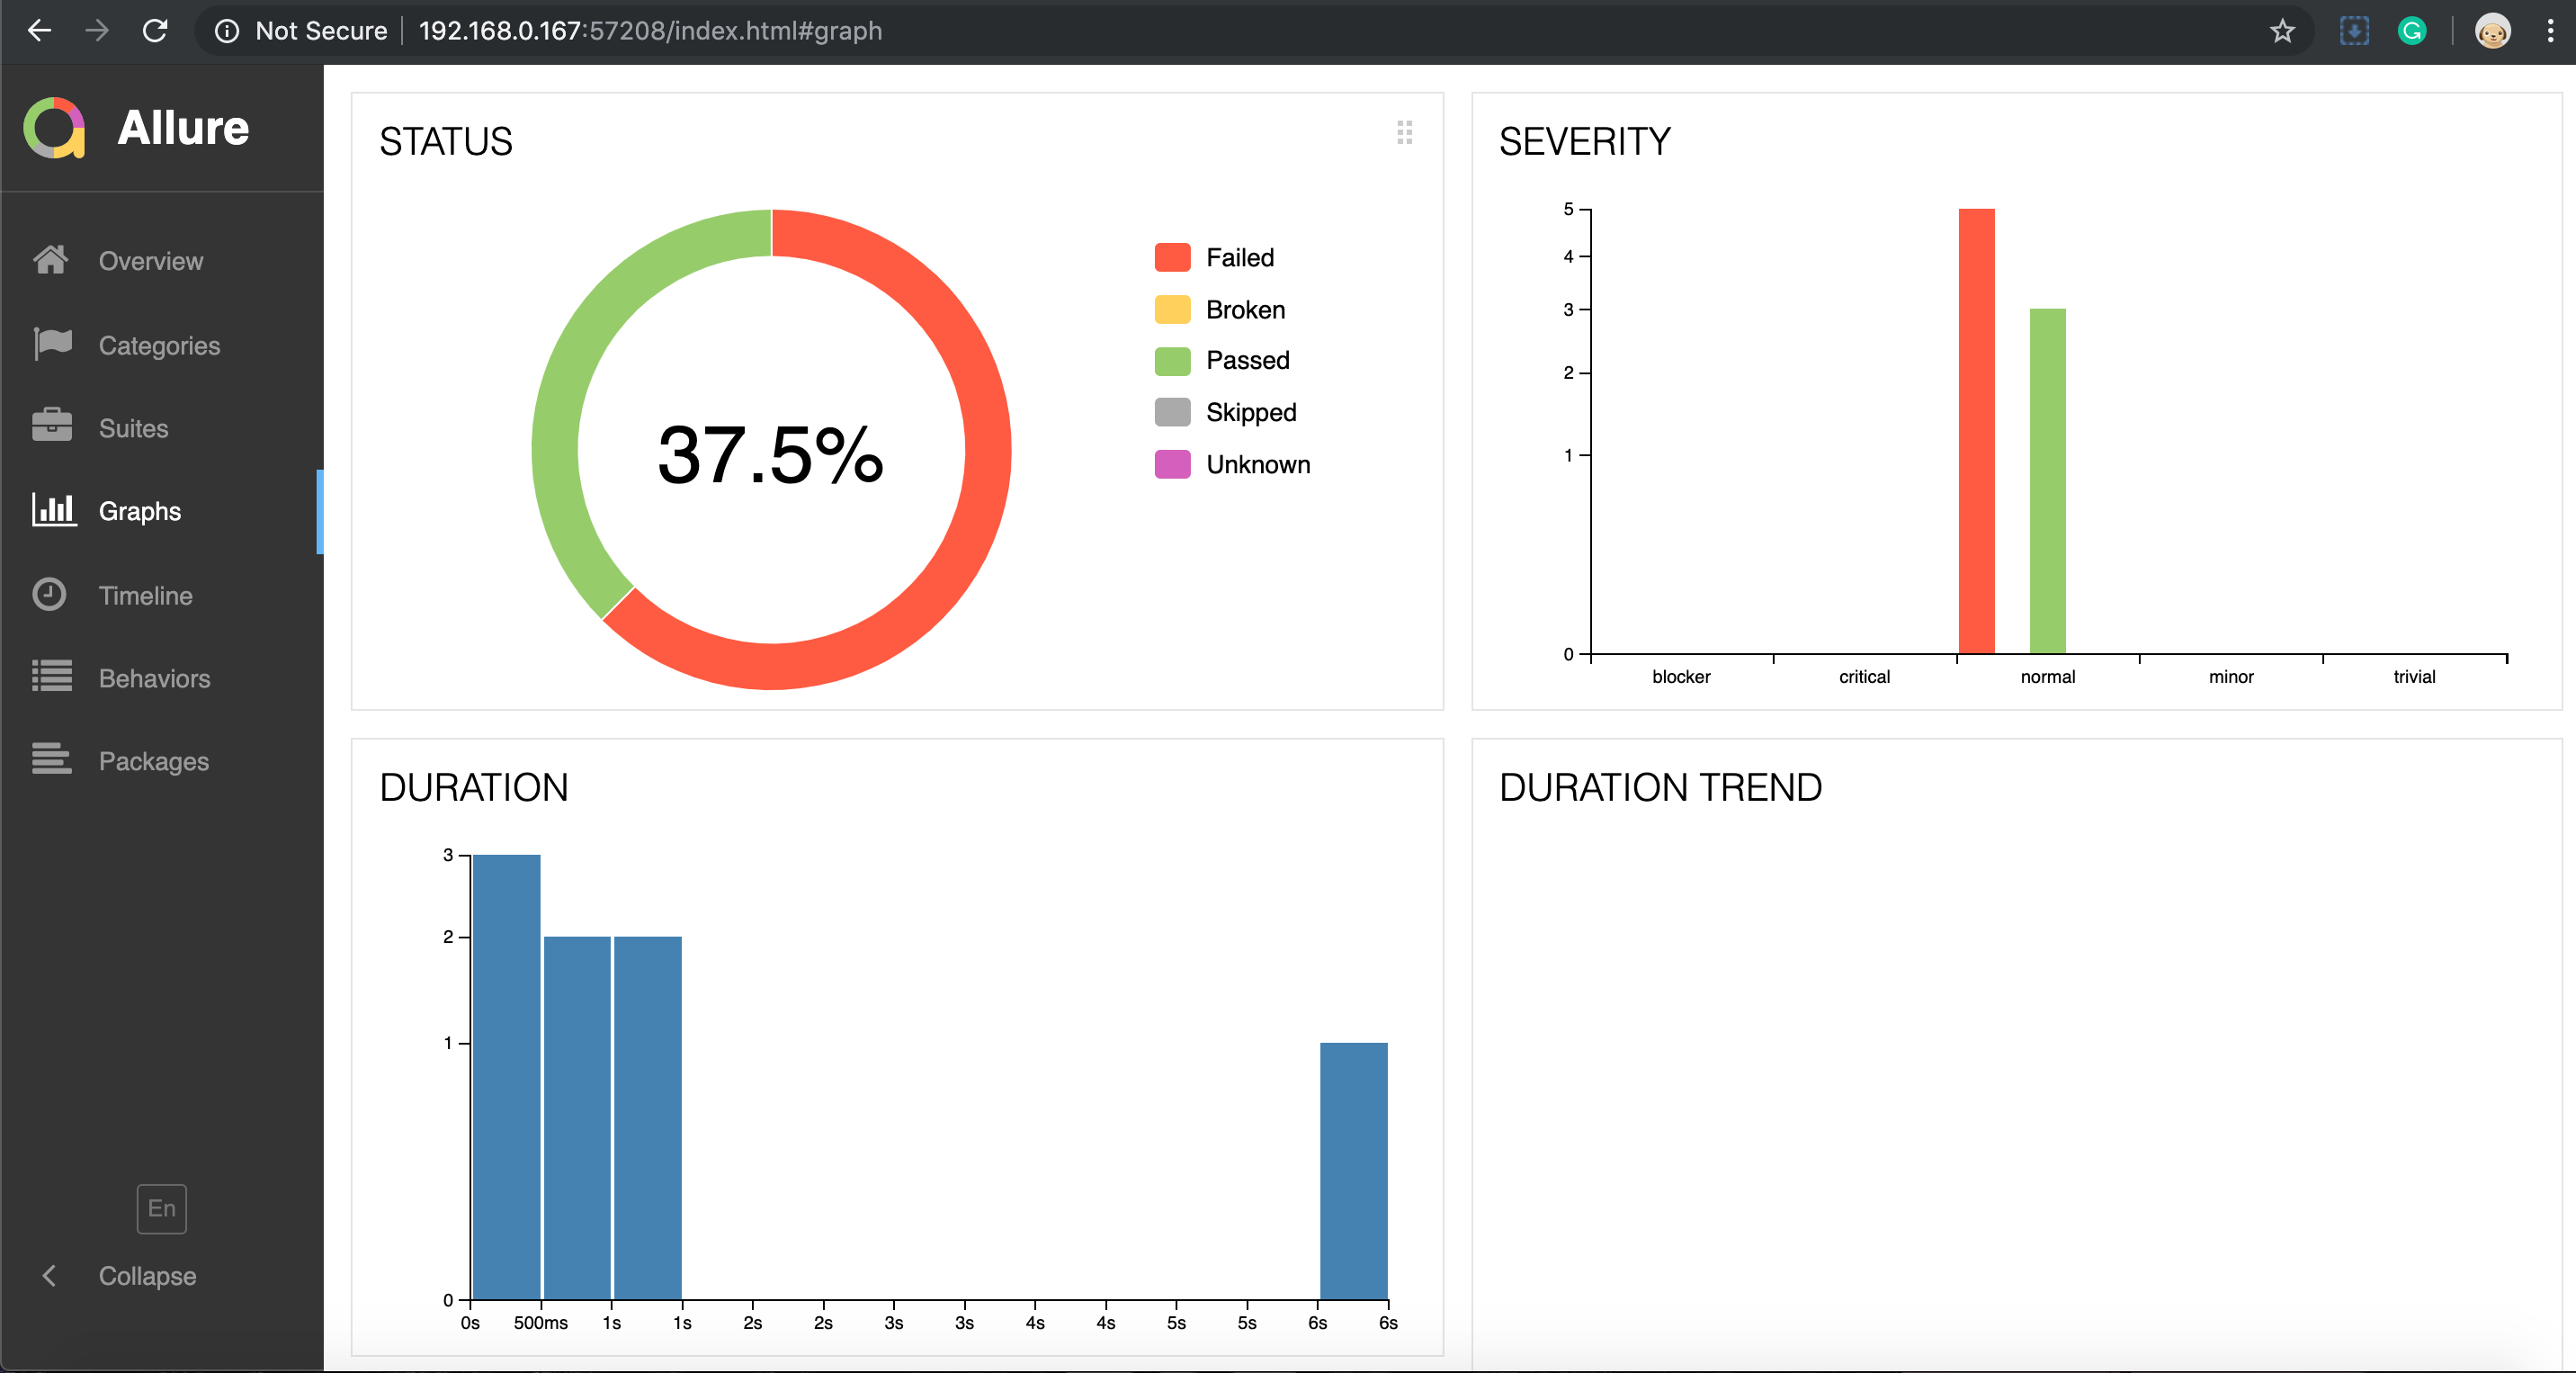 Not Secure | 192.168.0.167:57208/index.html#graph
Allure
Overview
Categories
Suites
Graphs
Timeline
Behaviors
Packages
En
Collapse
STATUS
37.5%
Failed
Broken
Passed
Skipped
Unknown
SEVERITY
5
4
3
2
1
0
blocker critical normal minor trivial
DURATION
3
2
1
0
0s 500ms 1s 1s 2s 2s 3s 3s 4s 4s 5s 5s 6s 6s
DURATION TREND